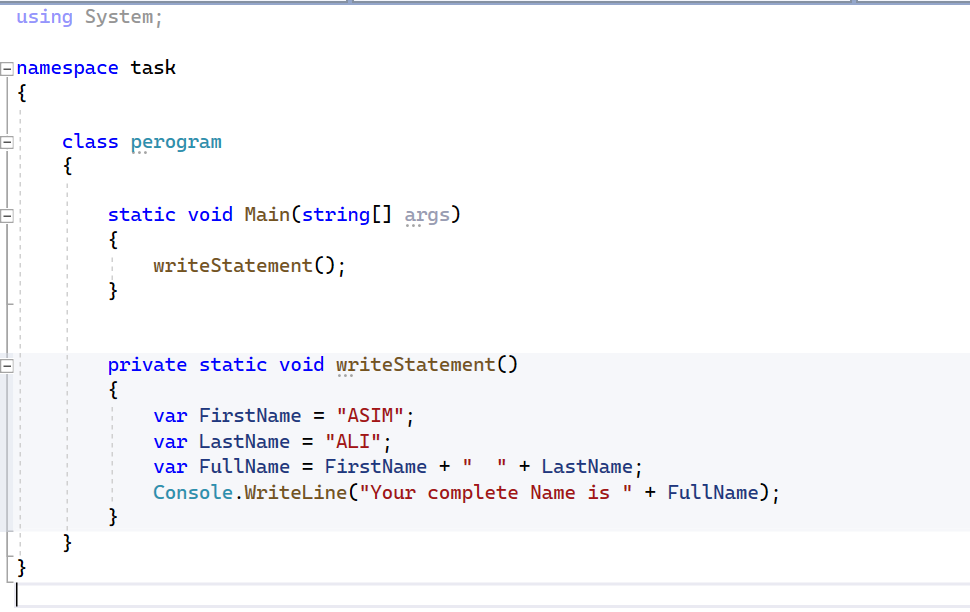 using System;
namespace task
{
class perogram
{
static void Main(string[] args)
{
writeStatement();
}
private static void writeStatement()
{
var FirstName = "ASIM";
var LastName = "ALI";
var FullName = FirstName + "  " + LastName;
Console.WriteLine("Your complete Name is " + FullName);
}
}
}